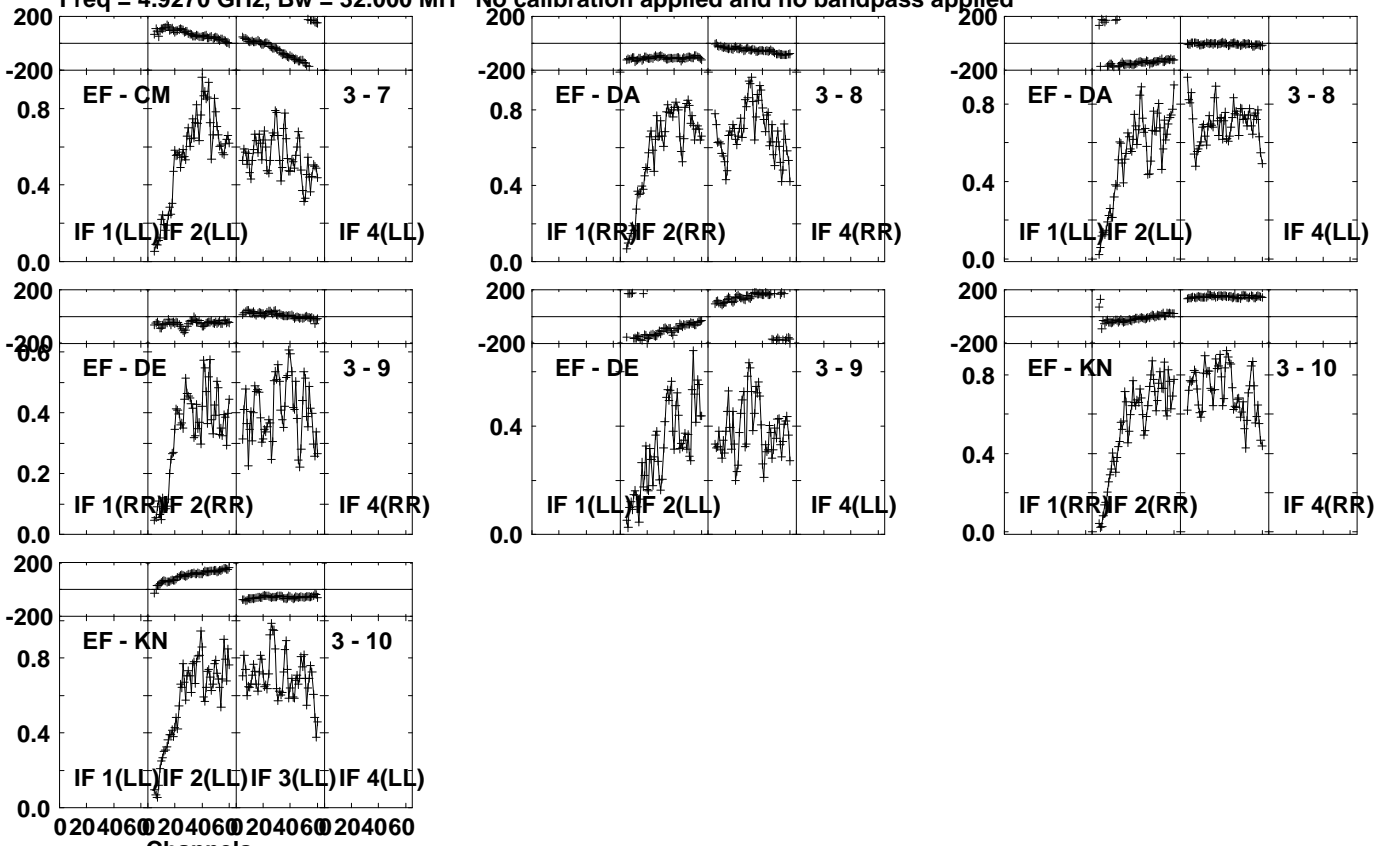 Freq = 4.9270 GHz, Bw = 32.000 MH No calibration applied and no bandpass applied
200
-200
EF - CM 3 - 7
0.8
0.4
IF 1(LL) IF 2(LL) IF 4(LL)
0.0
200
-200
EF - DA 3 - 8
0.8
0.4
IF 1(RR) IF 2(RR) IF 4(RR)
0.0
200
-200
EF - DA 3 - 8
0.8
0.4
IF 1(LL) IF 2(LL) IF 4(LL)
0.0
200
-200
0.6
EF - DE 3 - 9
0.4
0.2
IF 1(RR) IF 2(RR) IF 4(RR)
0.0
200
-200
EF - DE 3 - 9
0.4
IF 1(LL) IF 2(LL) IF 4(LL)
0.0
200
-200
EF - KN 3 - 10
0.8
0.4
IF 1(RR) IF 2(RR) IF 4(RR)
0.0
200
-200
EF - KN 3 - 10
0.8
0.4
IF 1(LL) IF 2(LL) IF 3(LL) IF 4(LL)
0.0
0 20 40 60 0 20 40 60 0 20 40 60 0 20 40 60
Channels